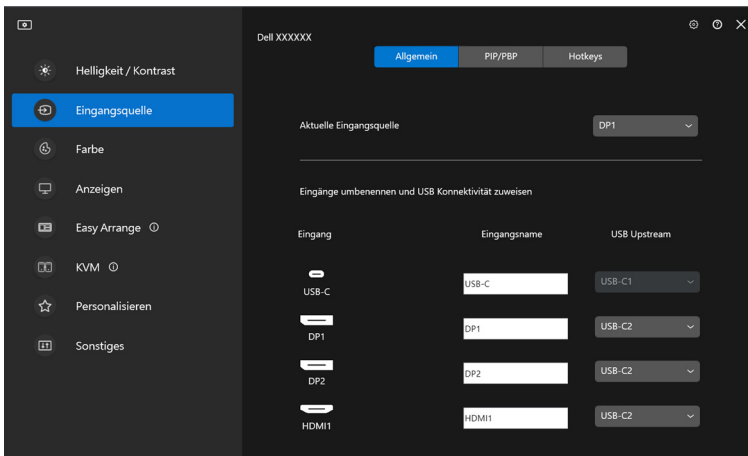 Dell XXXXXX
Allgemein PIP/PBP Hotkeys
Helligkeit / Kontrast
Eingangsquelle
Farbe
Anzeigen
Easy Arrange
KVM
Personalisieren
Sonstiges
Aktuelle Eingangsquelle DP1
Eingänge umbenennen und USB Konnektivität zuweisen
Eingang Eingangsname USB Upstream
USB-C USB-C USB-C1
DP1 DP1 USB-C2
DP2 DP2 USB-C2
HDMI1 HDMI1 USB-C2